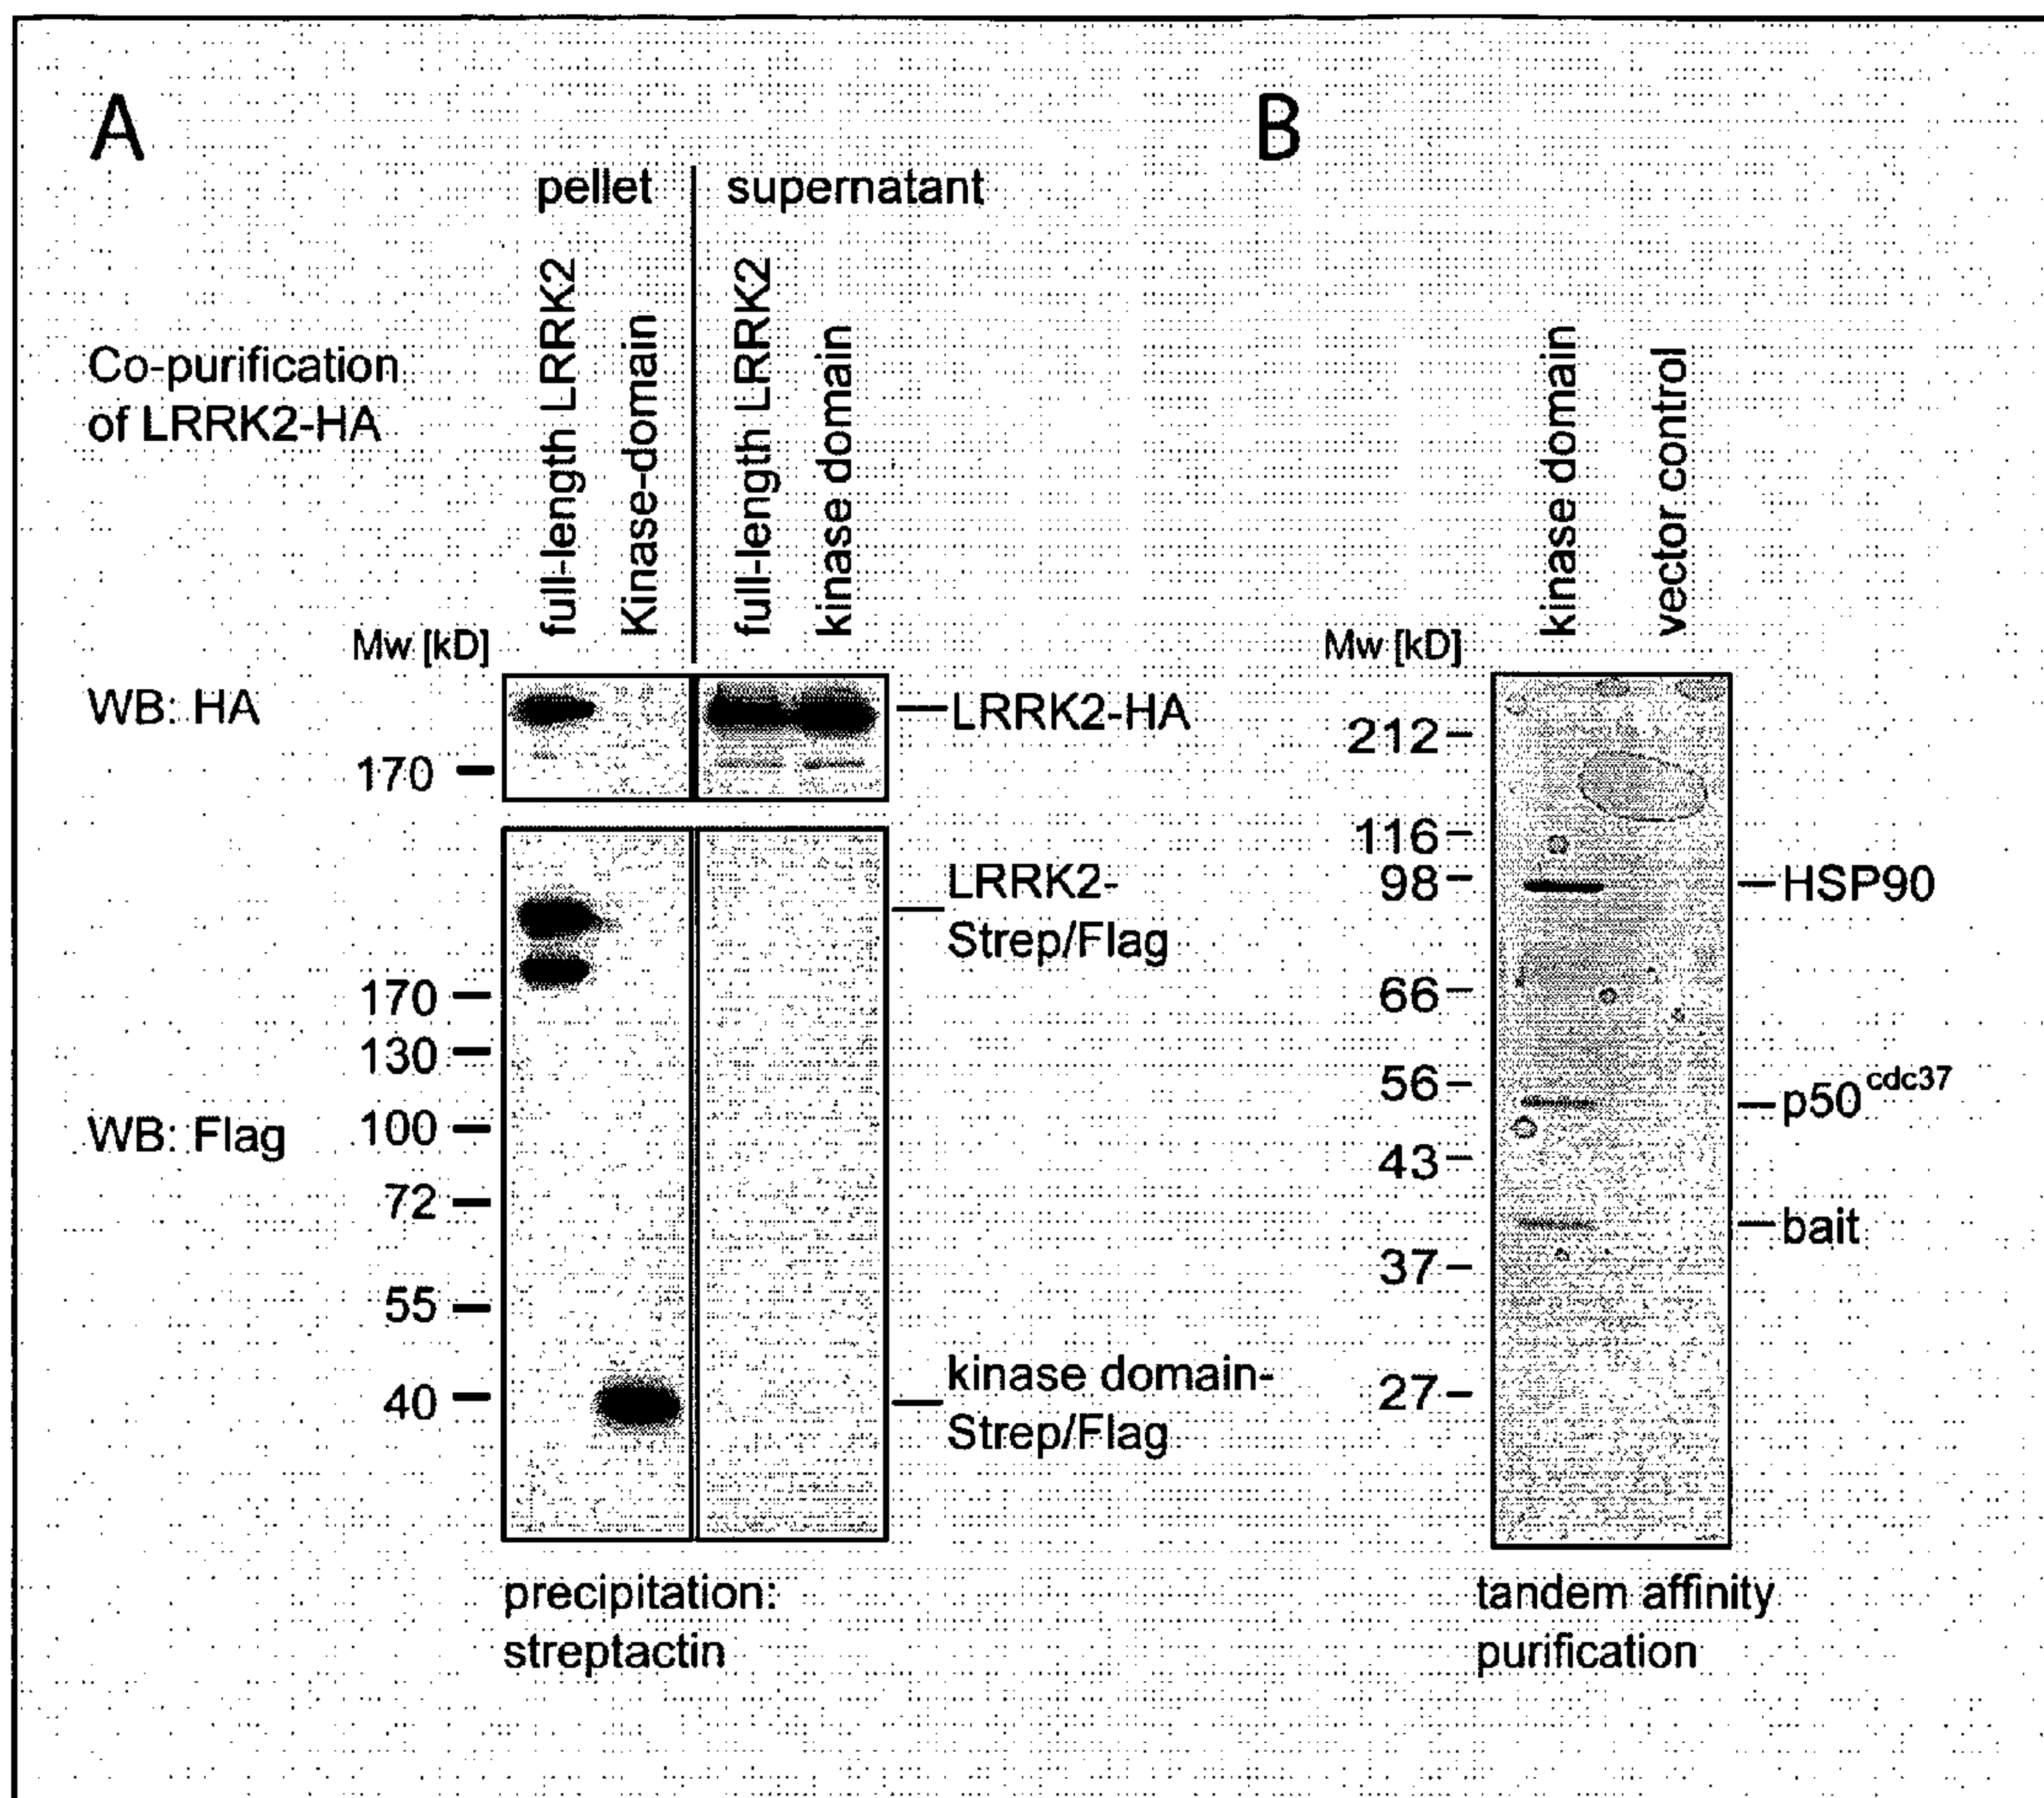 A
B
pellet
supernatant
Co-purification
of LRRK2-HA
full-length LRRK2
Kinase-domain
full-length LRRK2
kinase domain
Mw [kD]
WB: HA
170
LRRK2-HA
WB: Flag
170
130
100
72
55
40
LRRK2-
Strep/Flag
kinase domain-
Strep/Flag
precipitation:
streptactin
kinase domain
vector control
Mw [kD]
212
116
98
66
56
43
37
27
HSP90
p50cdc37
bait
tandem affinity
purification